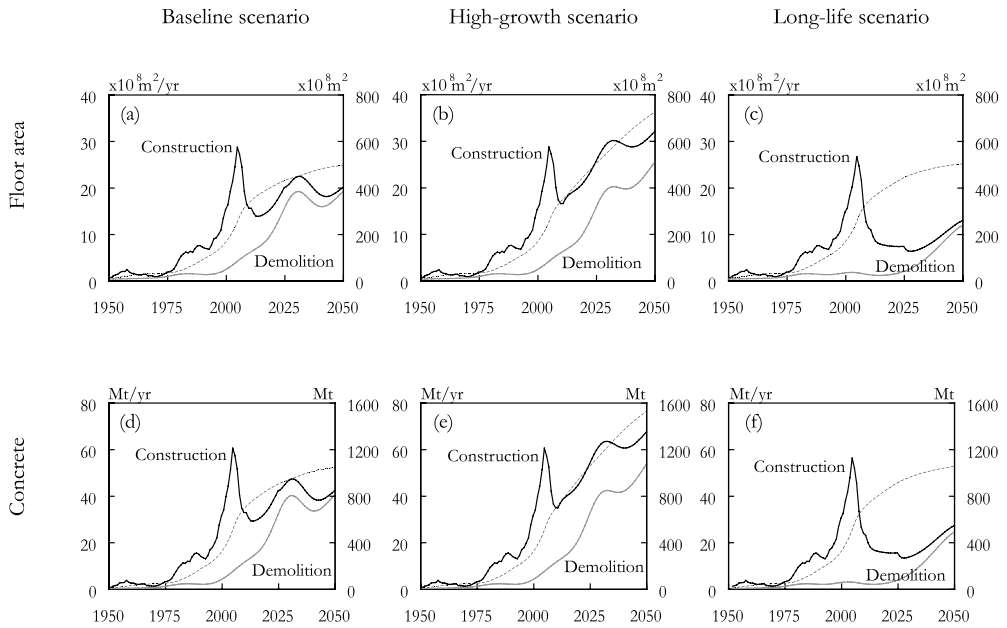 Baseline scenario High-growth scenario Long-life scenario
Floor area
x10⁸m²/yr x10⁸m²
(a)
Construction
Demolition
40 30 20 10 0
800 600 400 200 0
1950 1975 2000 2025 2050
x10⁸m²/yr x10⁸m²
(b)
Construction
Demolition
40 30 20 10 0
800 600 400 200 0
1950 1975 2000 2025 2050
x10⁸m²/yr x10⁸m²
(c)
Construction
Demolition
40 30 20 10 0
800 600 400 200 0
1950 1975 2000 2025 2050
Concrete
Mt/yr Mt
(d)
Construction
Demolition
80 60 40 20 0
1600 1200 800 400 0
1950 1975 2000 2025 2050
Mt/yr Mt
(e)
Construction
Demolition
80 60 40 20 0
1600 1200 800 400 0
1950 1975 2000 2025 2050
Mt/yr Mt
(f)
Construction
Demolition
80 60 40 20 0
1600 1200 800 400 0
1950 1975 2000 2025 2050